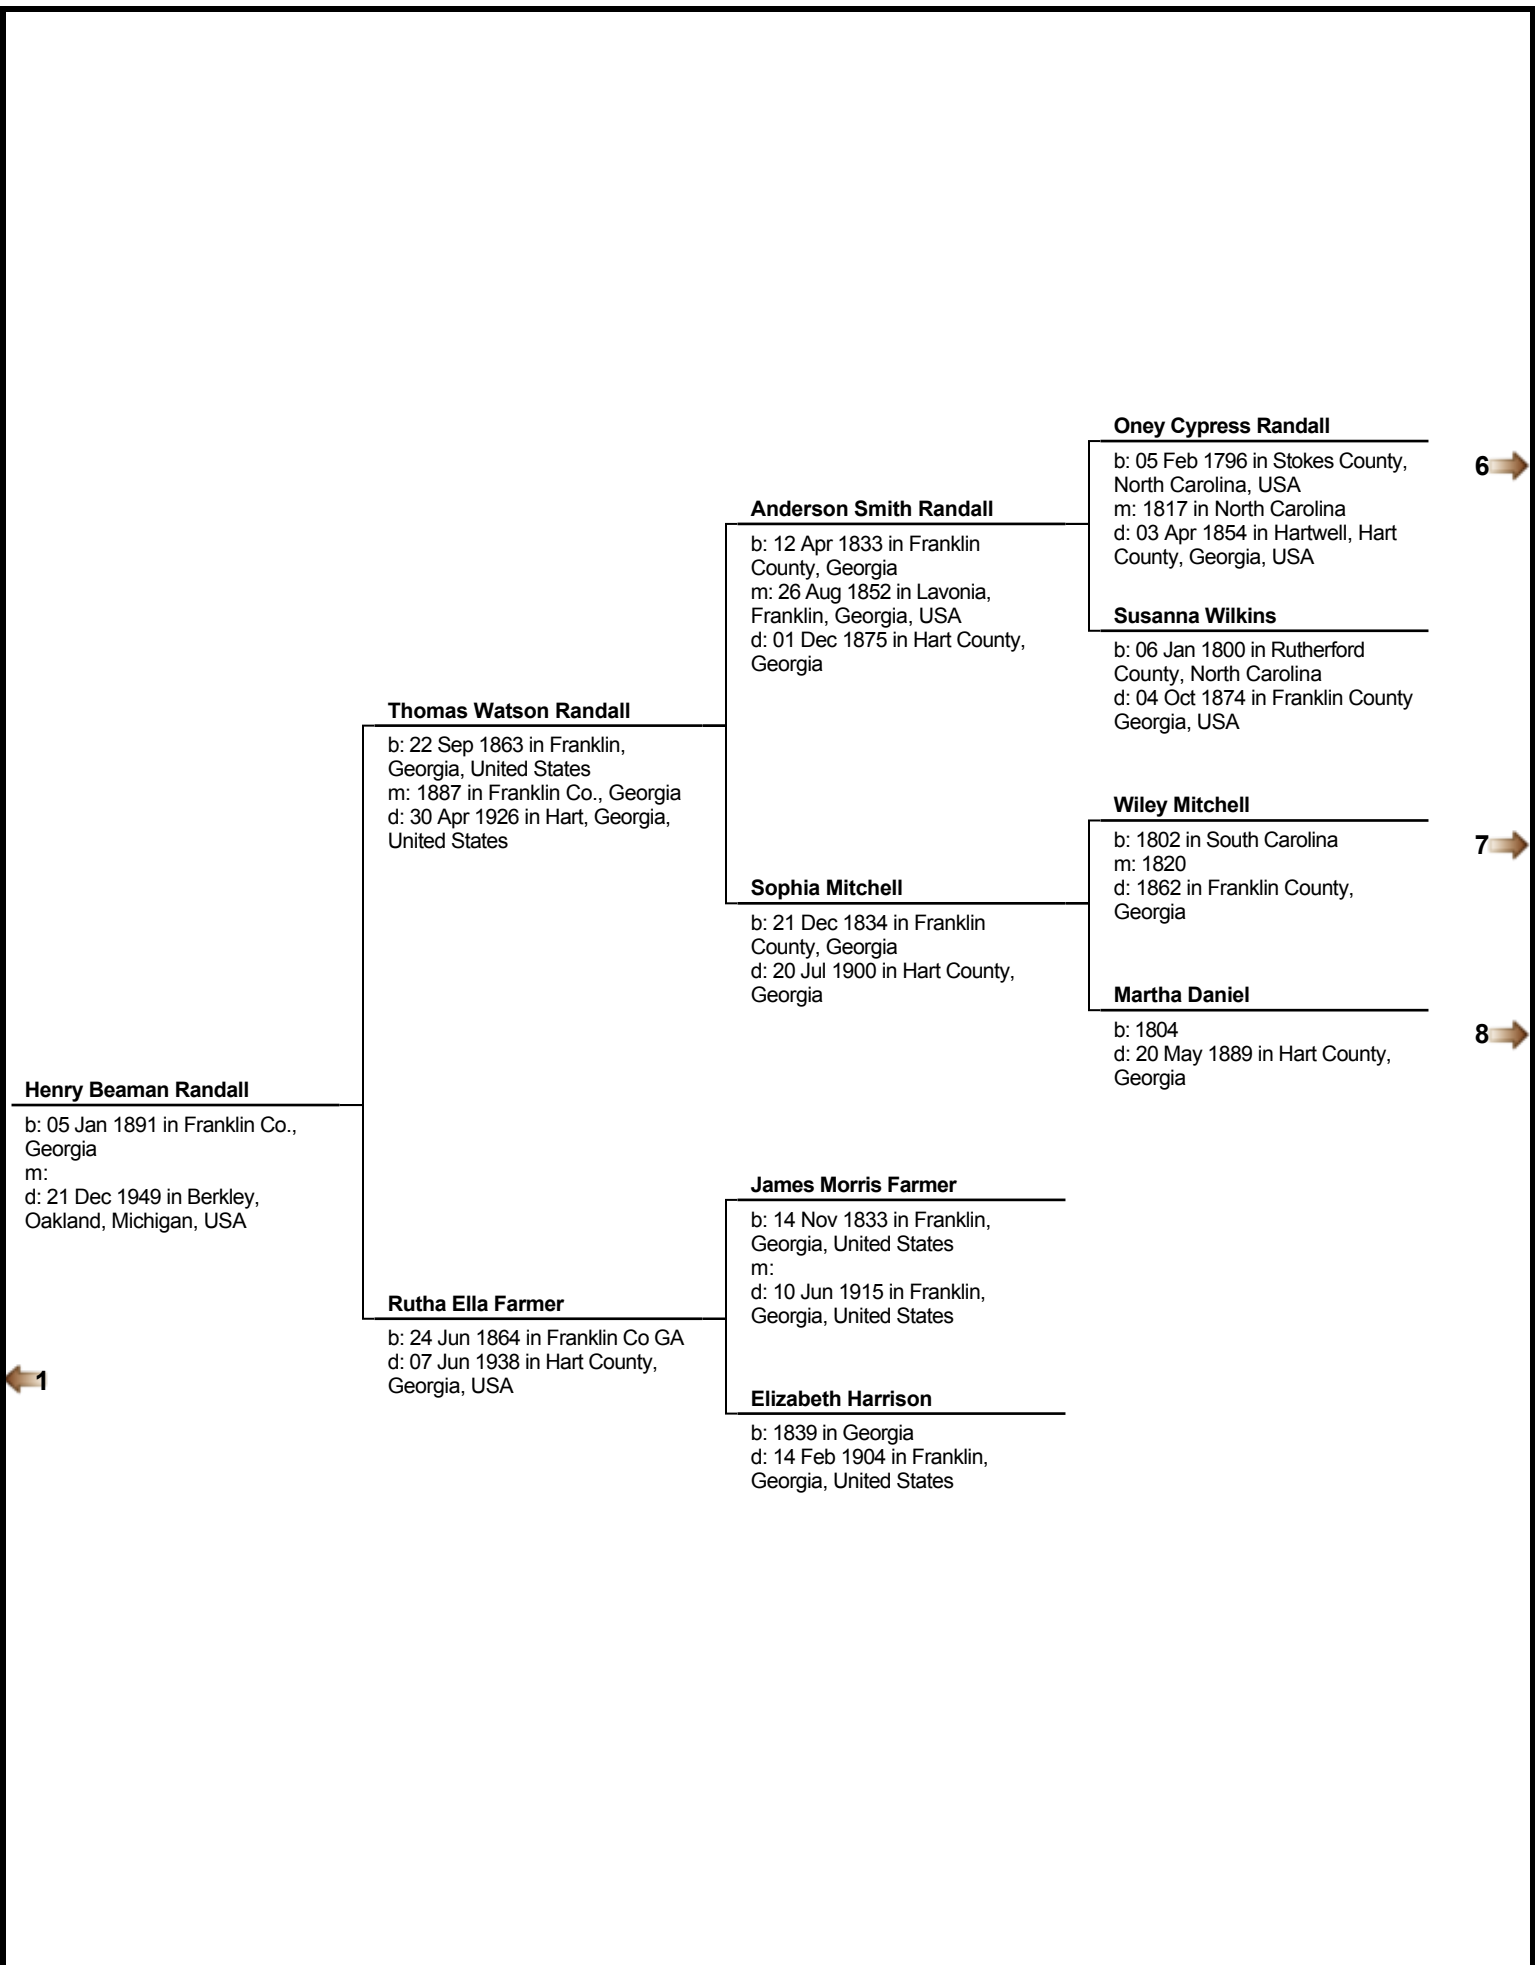 Oney Cypress Randall
b: 05 Feb 1796 in Stokes County,
North Carolina, USA
m: 1817 in North Carolina
d: 03 Apr 1854 in Hartwell, Hart
County, Georgia, USA
6
Anderson Smith Randall
b: 12 Apr 1833 in Franklin
County, Georgia
m: 26 Aug 1852 in Lavonia,
Franklin, Georgia, USA
d: 01 Dec 1875 in Hart County,
Georgia
Susanna Wilkins
b: 06 Jan 1800 in Rutherford
County, North Carolina
d: 04 Oct 1874 in Franklin County
Georgia, USA
Thomas Watson Randall
b: 22 Sep 1863 in Franklin,
Georgia, United States
m: 1887 in Franklin Co., Georgia
d: 30 Apr 1926 in Hart, Georgia,
United States
Wiley Mitchell
b: 1802 in South Carolina
m: 1820
d: 1862 in Franklin County,
Georgia
7
Sophia Mitchell
b: 21 Dec 1834 in Franklin
County, Georgia
d: 20 Jul 1900 in Hart County,
Georgia
Martha Daniel
b: 1804
d: 20 May 1889 in Hart County,
Georgia
8
Henry Beaman Randall
b: 05 Jan 1891 in Franklin Co.,
Georgia
m:
d: 21 Dec 1949 in Berkley,
Oakland, Michigan, USA
James Morris Farmer
b: 14 Nov 1833 in Franklin,
Georgia, United States
m:
d: 10 Jun 1915 in Franklin,
Georgia, United States
Rutha Ella Farmer
b: 24 Jun 1864 in Franklin Co GA
d: 07 Jun 1938 in Hart County,
Georgia, USA
1
Elizabeth Harrison
b: 1839 in Georgia
d: 14 Feb 1904 in Franklin,
Georgia, United States